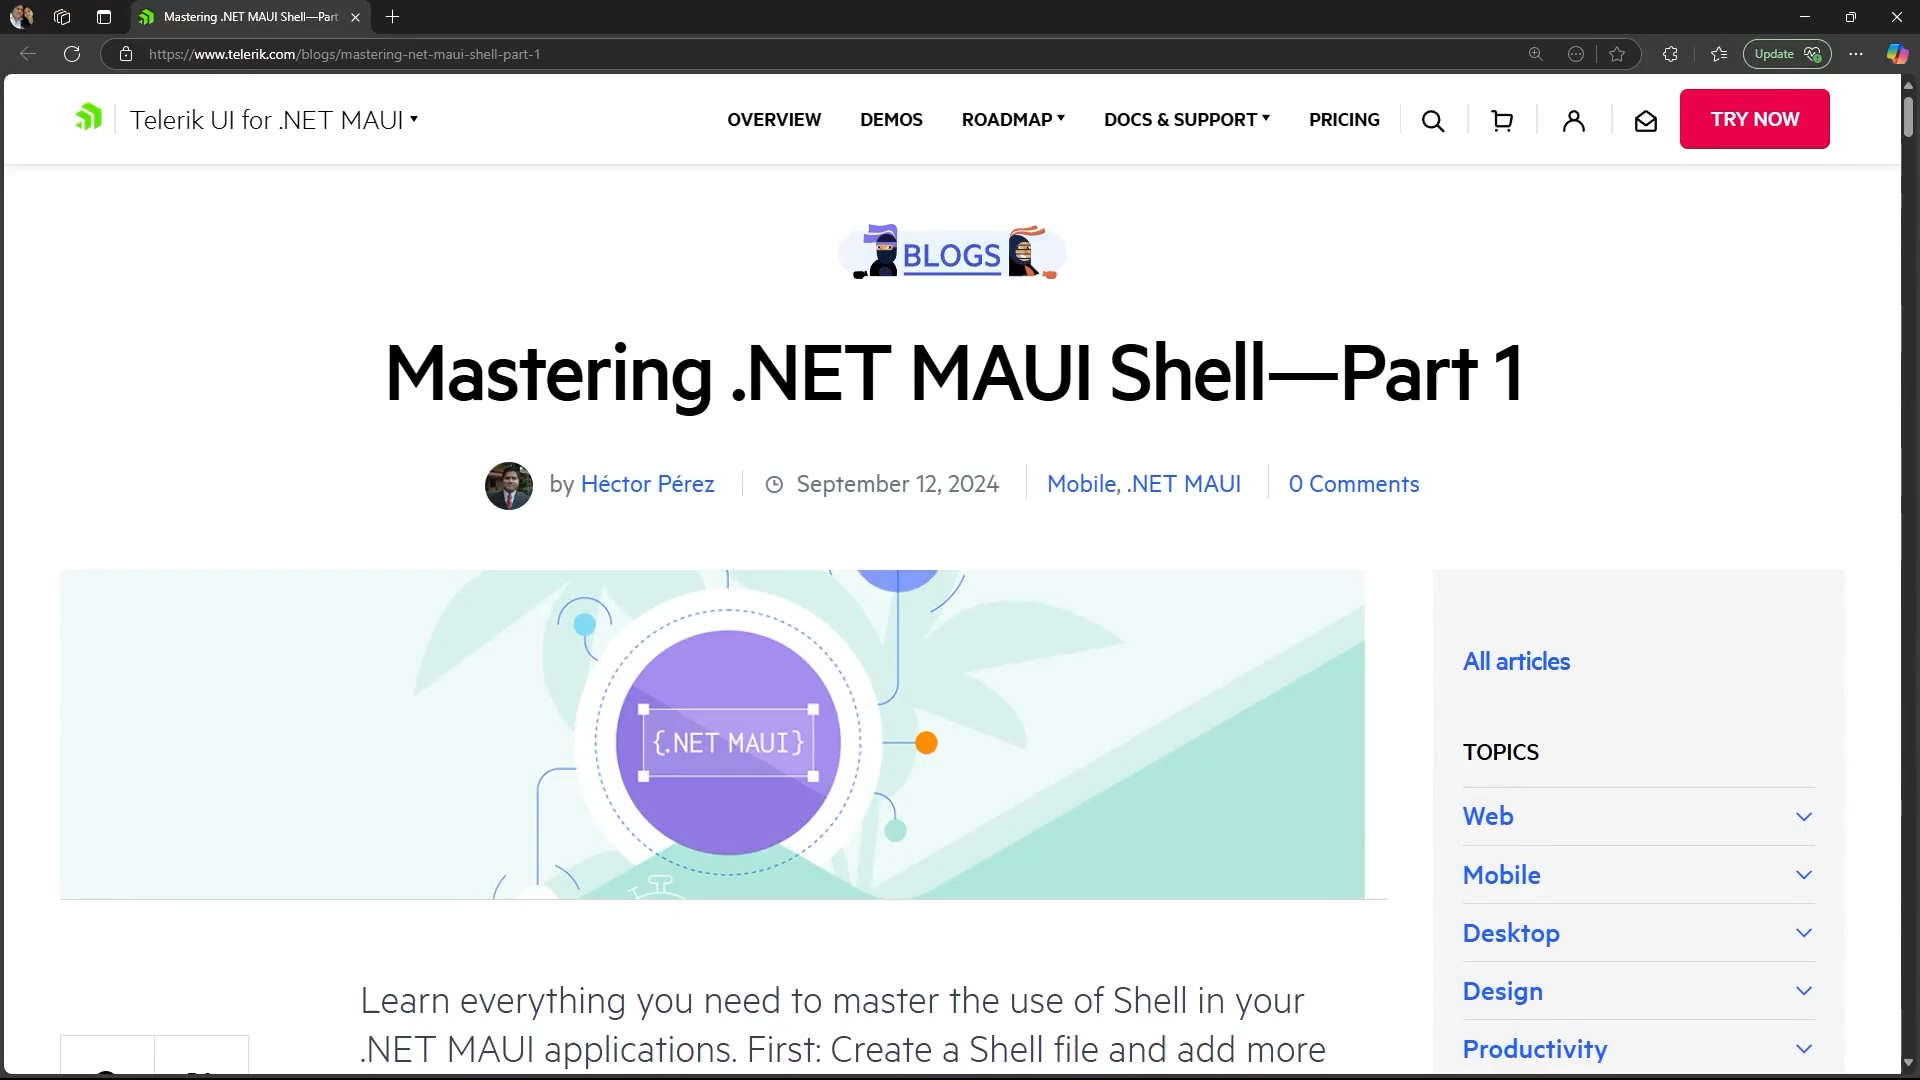 Mastering .NET MAUI Shell—Part
https://www.telerik.com/blogs/mastering-net-maui-shell-part-1
Update
Telerik UI for .NET MAUI
OVERVIEW
DEMOS
ROADMAP
DOCS & SUPPORT
PRICING
TRY NOW
BLOGS
Mastering .NET MAUI Shell—Part 1
by Héctor Pérez
September 12, 2024
Mobile, .NET MAUI
0 Comments
{.NET MAUI}
All articles
TOPICS
Web
Mobile
Desktop
Design
Productivity
Learn everything you need to master the use of Shell in your
.NET MAUI applications. First: Create a Shell file and add more